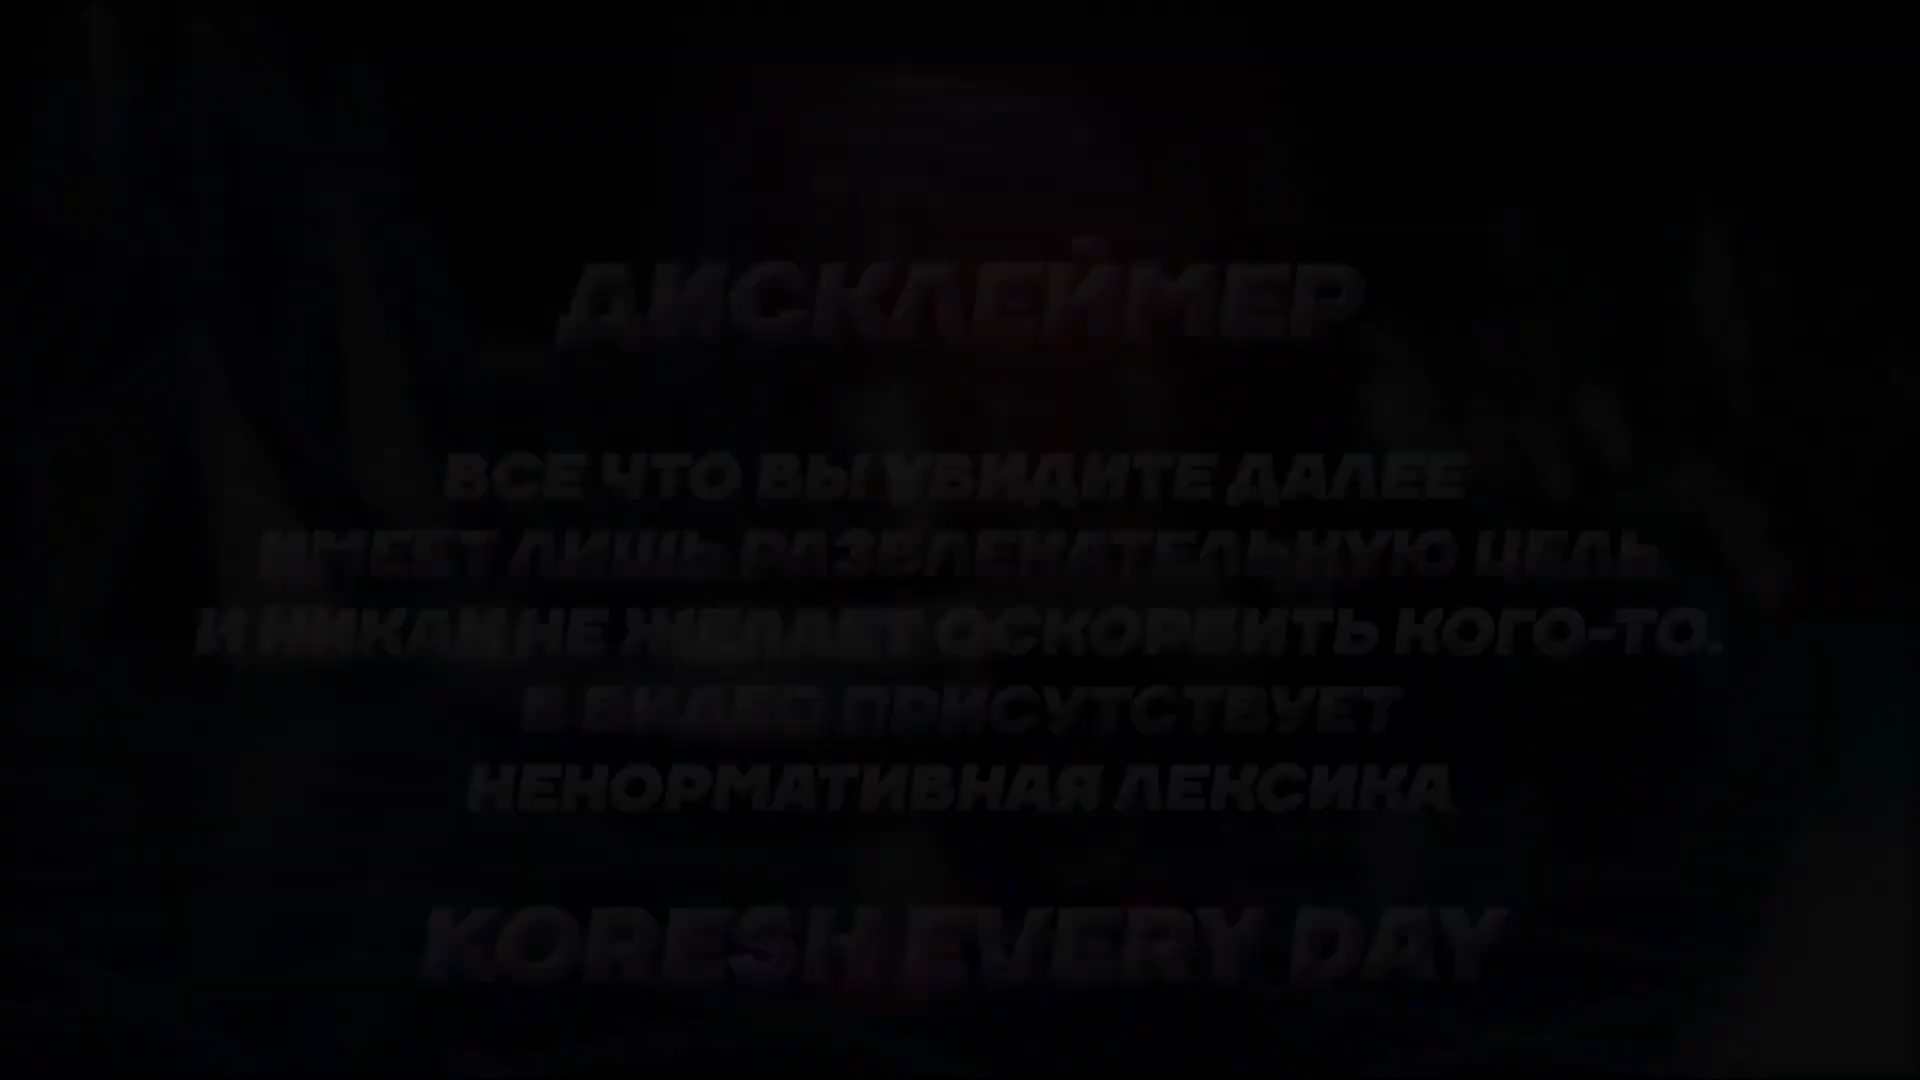 ДИСКЛЕЙМЕР
ВСЕ ЧТО ВЫ УВИДИТЕ ДАЛЕЕ
ИМЕЕТ ЛИШЬ РАЗВЛЕКАТЕЛЬНУЮ ЦЕЛЬ
И НИКАК НЕ ЖЕЛАЕТ ОСКОРБИТЬ КОГО-ТО.
В ВИДЕО ПРИСУТСТВУЕТ
НЕНОРМАТИВНАЯ ЛЕКСИКА
KORESH EVERY DAY